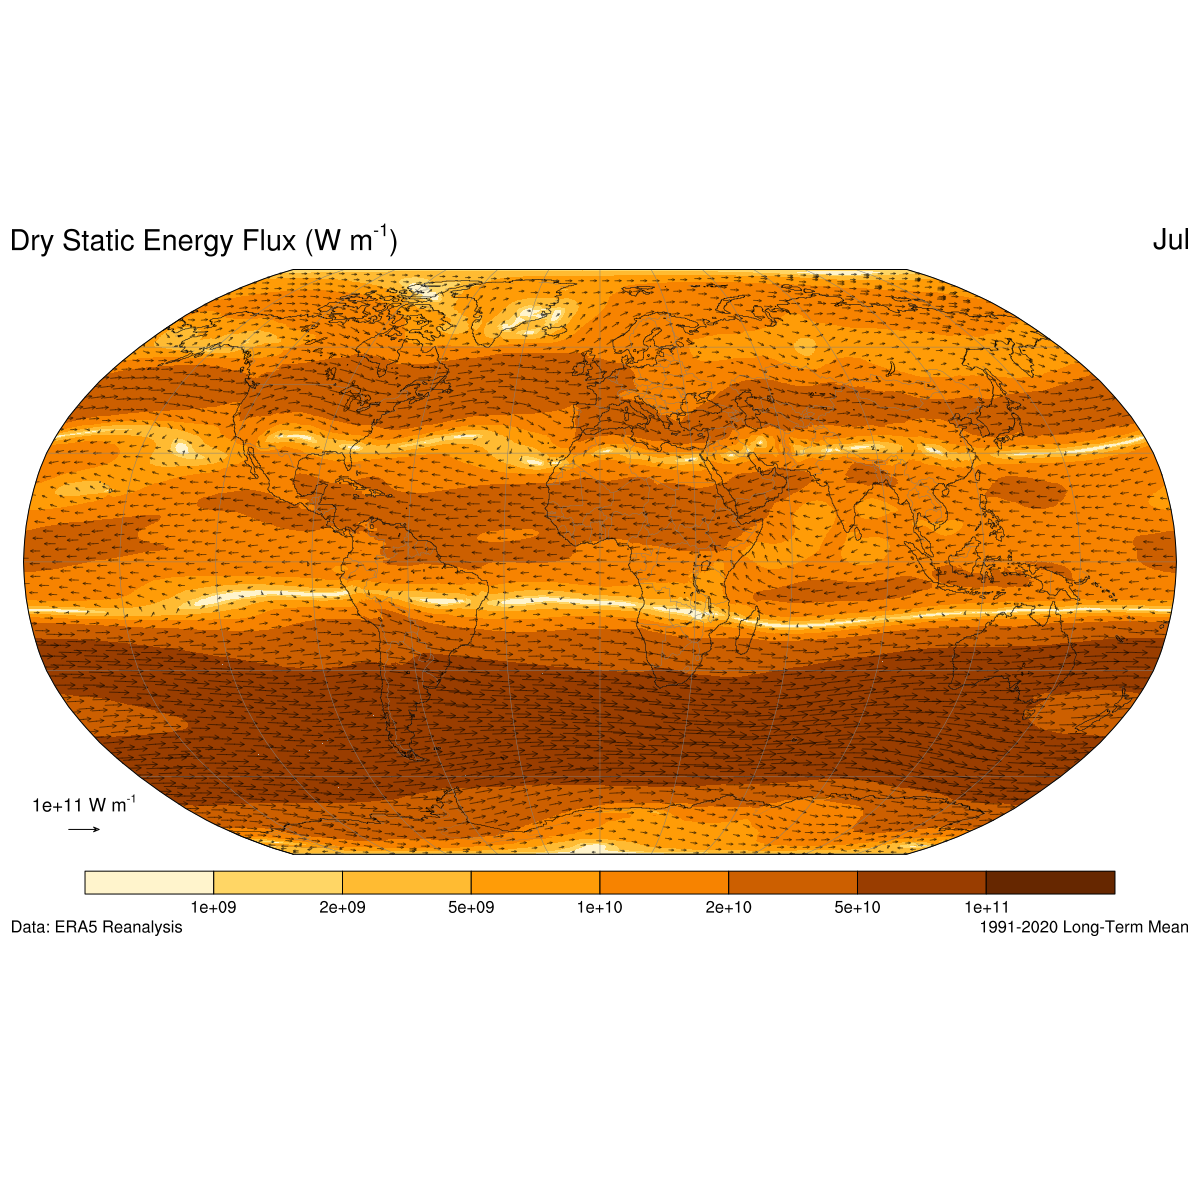 Dry Static Energy Flux (W m⁻¹)
Jul
1e+11 W m⁻¹
1e+09 2e+09 5e+09 1e+10 2e+10 5e+10 1e+11
Data: ERA5 Reanalysis
1991-2020 Long-Term Mean